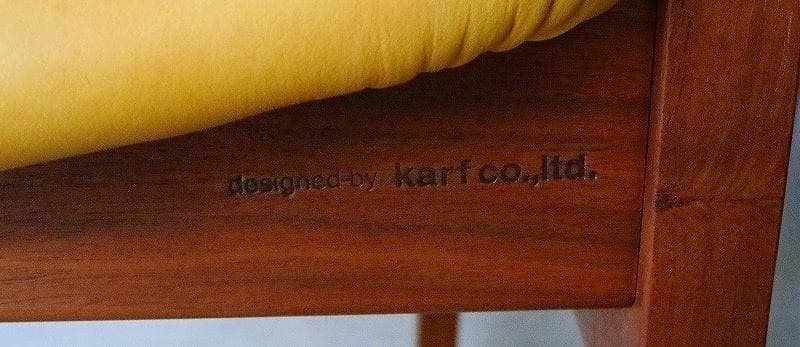 designed-by karf co.,ltd.